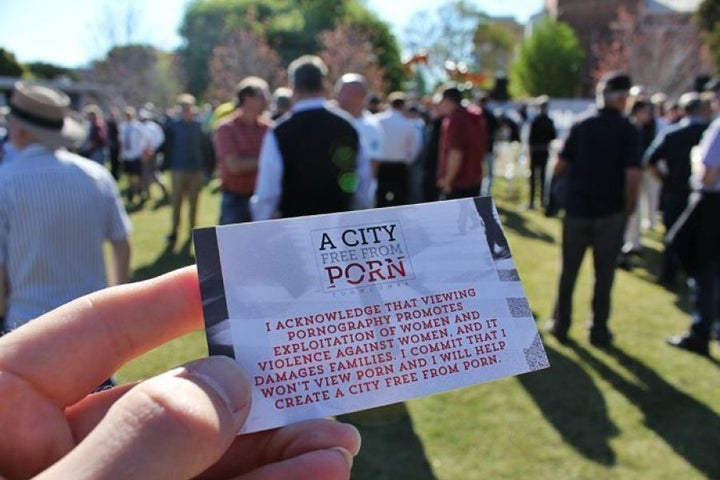 A CITY
FREE FROM
PORN
TOOWOOMBA
I ACKNOWLEDGE THAT VIEWING
PORNOGRAPHY PROMOTES
EXPLOITATION OF WOMEN AND
VIOLENCE AGAINST WOMEN, AND IT
DAMAGES FAMILIES. I COMMIT THAT I
WON'T VIEW PORN AND I WILL HELP
CREATE A CITY FREE FROM PORN.